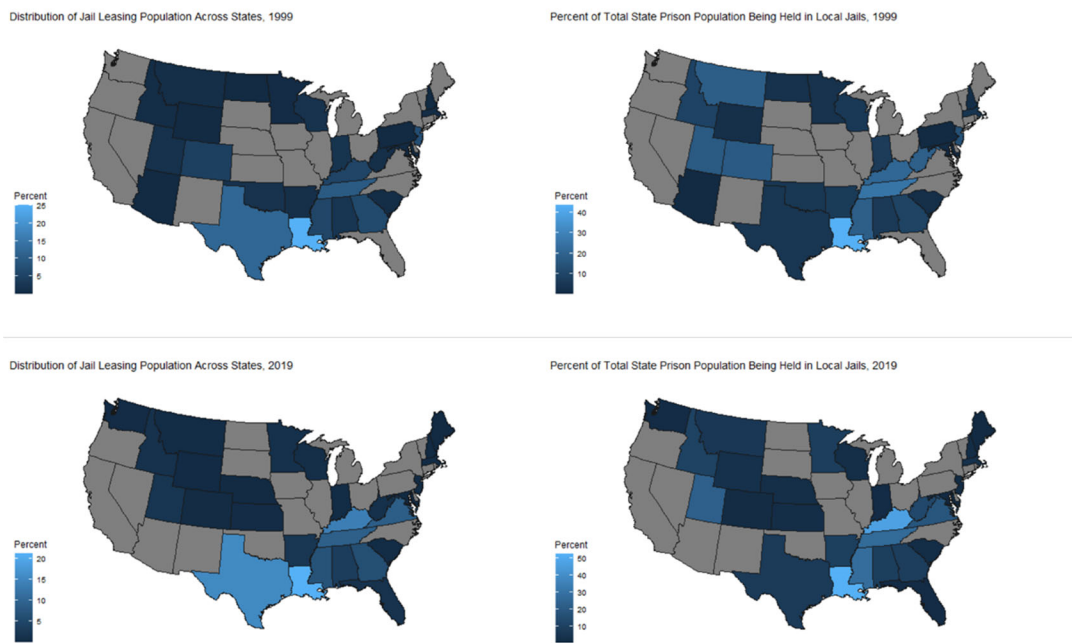 Distribution of Jail Leasing Population Across States, 1999
Percent of Total State Prison Population Being Held in Local Jails, 1999
Percent
25
20
15
10
5
Percent
40
30
20
10
Distribution of Jail Leasing Population Across States, 2019
Percent of Total State Prison Population Being Held in Local Jails, 2019
Percent
20
15
10
5
Percent
50
40
30
20
10